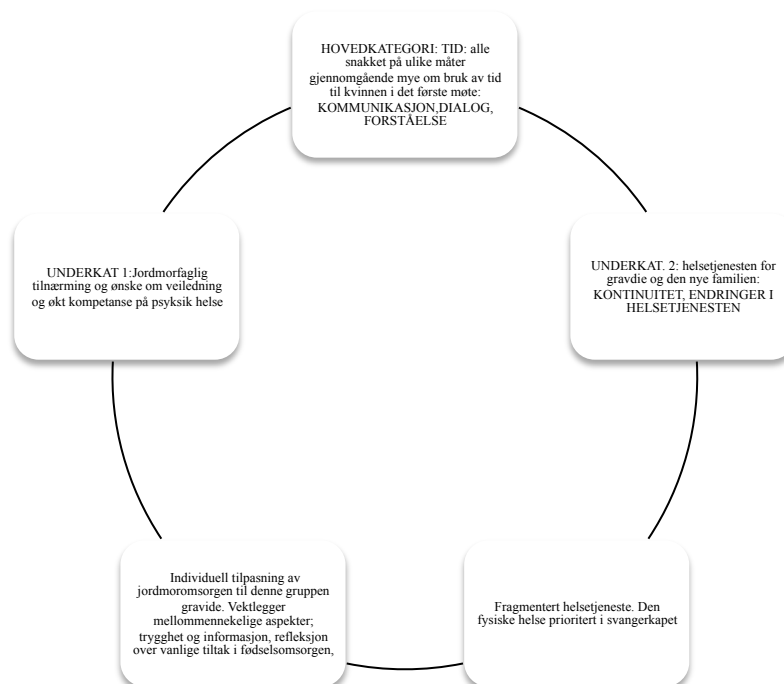 HOVEDKATEGORI: TID: alle
snakket på ulike måter
gjennomgående mye om bruk av tid
til kvinnen i det første møte:
KOMMUNIKASJON,DIALOG,
FORSTÅELSE
UNDERKAT 1:Jordmorfaglig
tilnærming og ønske om veiledning
og økt kompetanse på psyksik helse
UNDERKAT. 2: helsetjenesten for
gravdie og den nye familien:
KONTINUITET, ENDRINGER I
HELSETJENESTEN
Individuell tilpasning av
jordmoromsorgen til denne gruppen
gravide. Vektlegger
mellommennekelige aspekter;
trygghet og informasjon, refleksjon
over vanlige tiltak i fødselsomsorgen,
Fragmentert helsetjeneste. Den
fysiske helse prioritert i svangerkapet